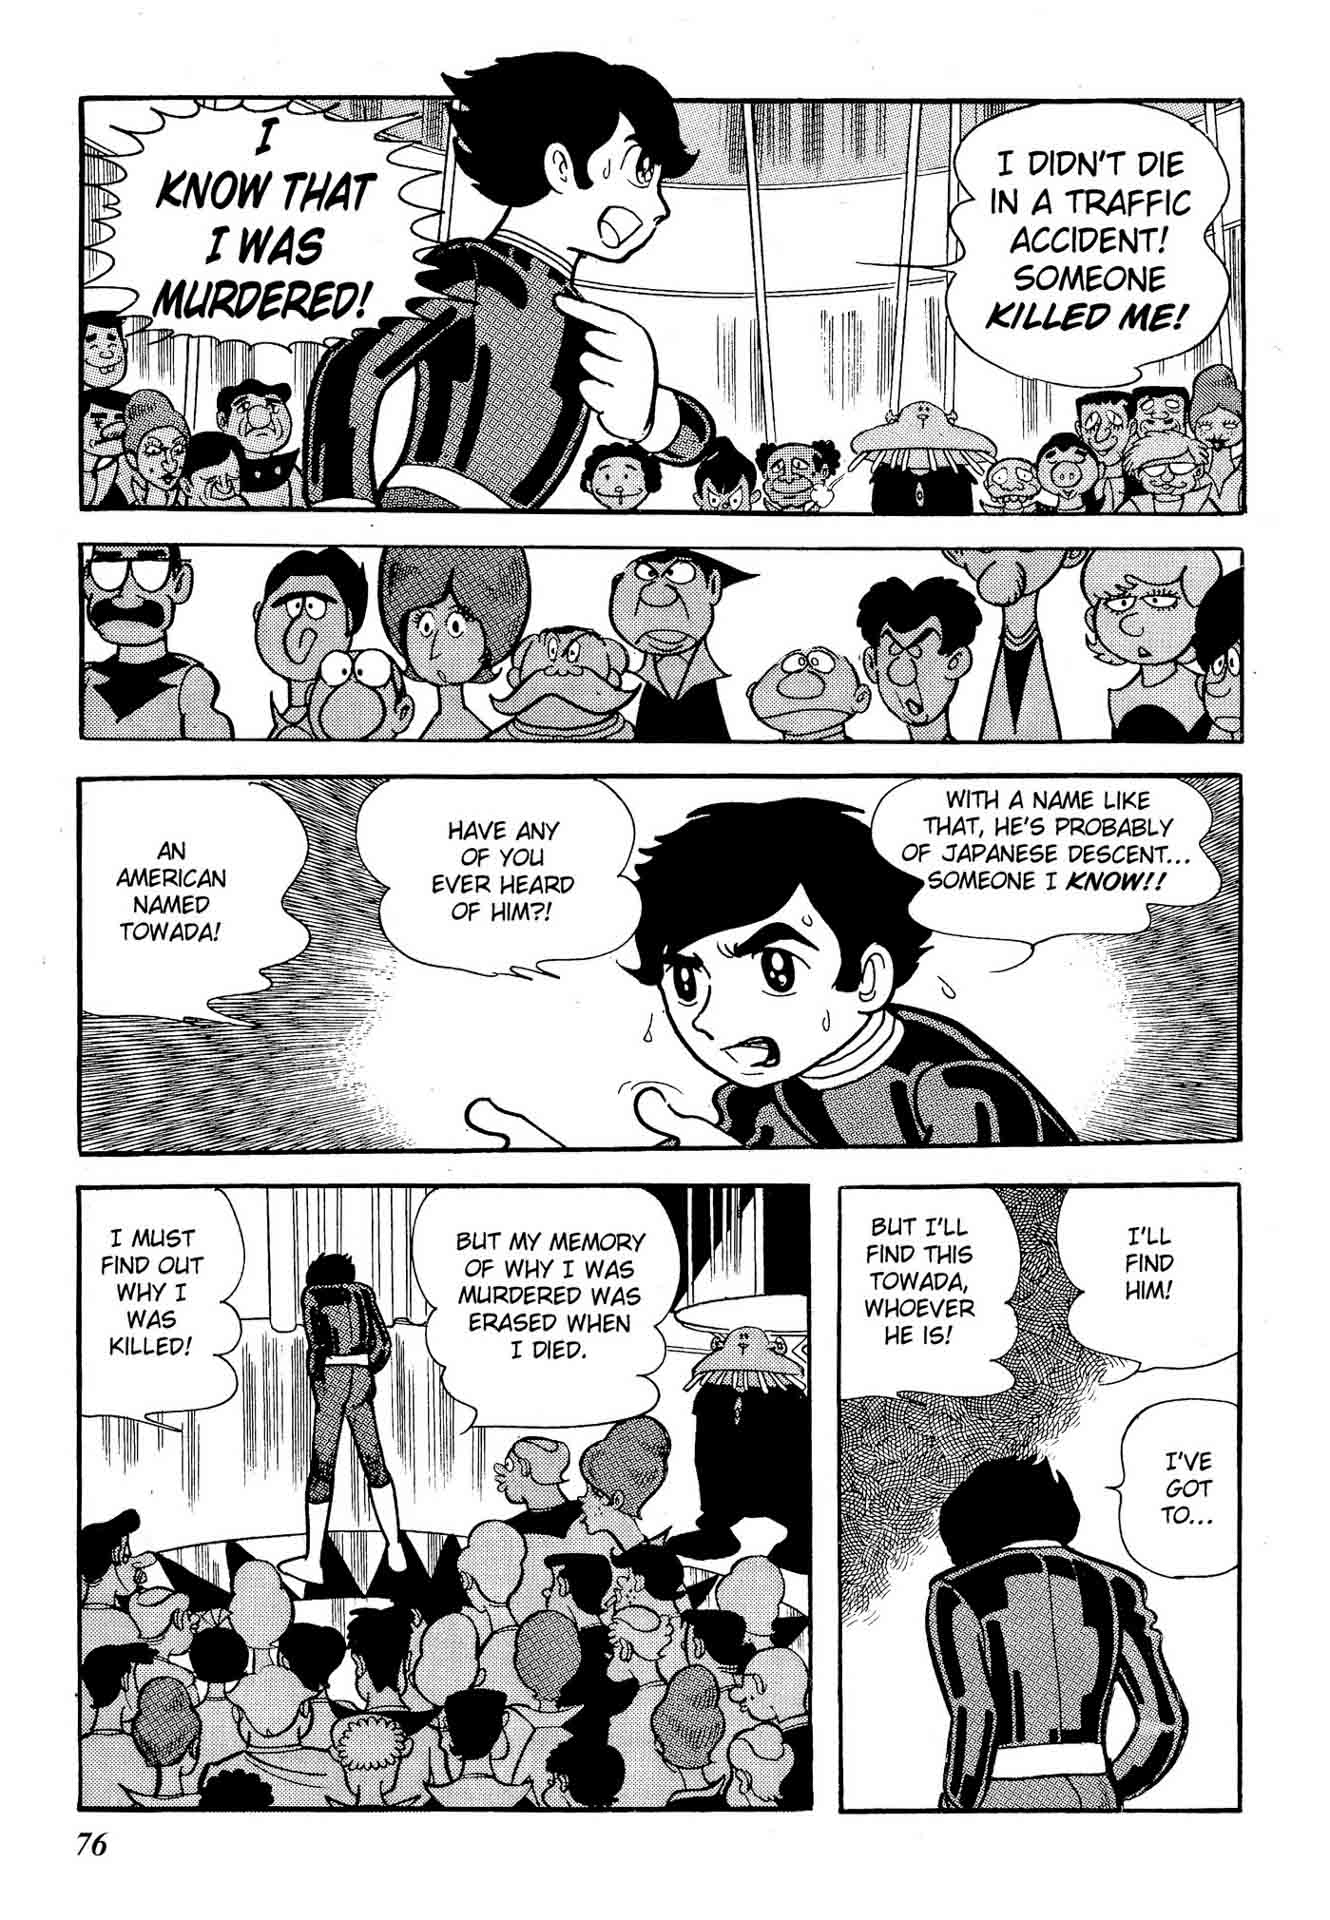 I
KNOW THAT
I WAS
MURDERED!
I DIDN'T DIE
IN A TRAFFIC
ACCIDENT!
SOMEONE
KILLED ME!
AN
AMERICAN
NAMED
TOWADA!
HAVE ANY
OF YOU
EVER HEARD
OF HIM?!
WITH A NAME LIKE
THAT, HE'S PROBABLY
OF JAPANESE DESCENT...
SOMEONE I KNOW!!
I MUST
FIND OUT
WHY I
WAS
KILLED!
BUT MY MEMORY
OF WHY I WAS
MURDERED WAS
ERASED WHEN
I DIED.
BUT I'LL
FIND THIS
TOWADA,
WHOEVER
HE IS!
I'LL
FIND
HIM!
I'VE
GOT
TO...
76